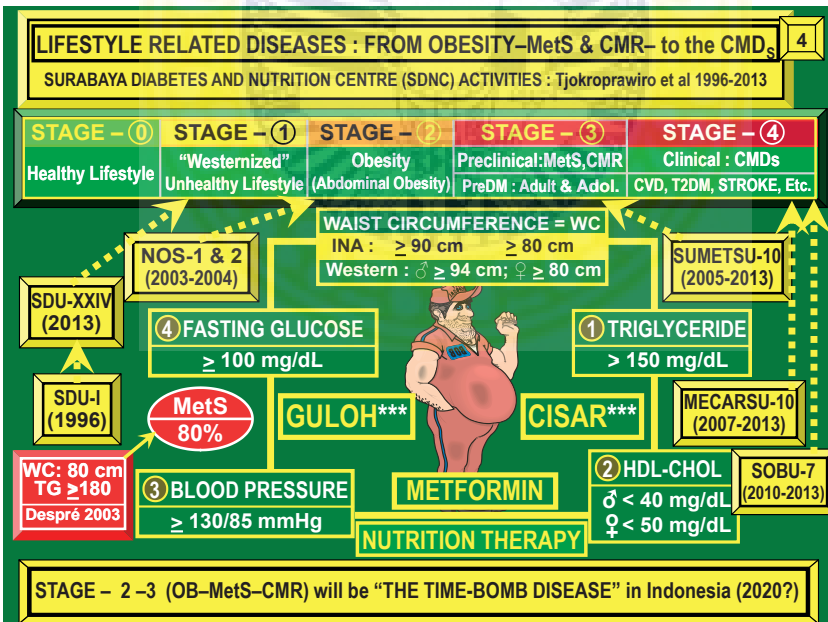 LIFESTYLE RELATED DISEASES : FROM OBESITY–MetS & CMR– to the CMDs
4
SURABAYA DIABETES AND NUTRITION CENTRE (SDNC) ACTIVITIES : Tjokroprawiro et al 1996-2013
STAGE – 0
Healthy Lifestyle
STAGE – 1
“Westernized”
Unhealthy Lifestyle
STAGE – 2
Obesity
(Abdominal Obesity)
STAGE – 3
Preclinical:MetS,CMR
PreDM : Adult & Adol.
STAGE – 4
Clinical : CMDs
CVD, T2DM, STROKE, Etc.
WAIST CIRCUMFERENCE = WC
INA : ≥ 90 cm ≥ 80 cm
Western : ♂ ≥ 94 cm; ♀ ≥ 80 cm
NOS-1 & 2
(2003-2004)
SUMETSU-10
(2005-2013)
SDU-XXIV
(2013)
SDU-I
(1996)
4 FASTING GLUCOSE
≥ 100 mg/dL
1 TRIGLYCERIDE
> 150 mg/dL
MetS
80%
GULOH***
CISAR***
MECARSU-10
(2007-2013)
WC: 80 cm
TG ≥180
Despré 2003
3 BLOOD PRESSURE
≥ 130/85 mmHg
METFORMIN
NUTRITION THERAPY
2 HDL-CHOL
♂ < 40 mg/dL
♀ < 50 mg/dL
SOBU-7
(2010-2013)
STAGE – 2 –3 (OB–MetS–CMR) will be “THE TIME-BOMB DISEASE” in Indonesia (2020?)